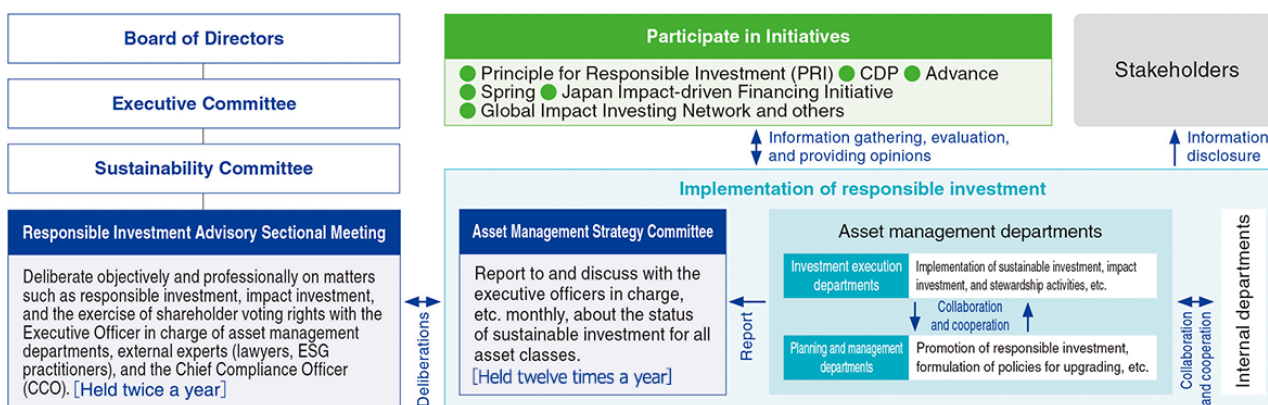 Board of Directors
Executive Committee
Sustainability Committee
Responsible Investment Advisory Sectional Meeting
Deliberate objectively and professionally on matters
such as responsible investment, impact investment,
and the exercise of shareholder voting rights with the
Executive Officer in charge of asset management
departments, external experts (lawyers, ESG
practitioners), and the Chief Compliance Officer
(CCO). [Held twice a year]
Deliberations
Participate in Initiatives
● Principle for Responsible Investment (PRI) ● CDP ● Advance
● Spring ● Japan Impact-driven Financing Initiative
● Global Impact Investing Network and others
Stakeholders
Information gathering, evaluation,
and providing opinions
Information
disclosure
Implementation of responsible investment
Asset Management Strategy Committee
Report to and discuss with the
executive officers in charge,
etc. monthly, about the status
of sustainable investment for all
asset classes.
[Held twelve times a year]
Report
Asset management departments
Investment execution
departments
Implementation of sustainable investment, impact
investment, and stewardship activities, etc.
Collaboration
and cooperation
Planning and management
departments
Promotion of responsible investment,
formulation of policies for upgrading, etc.
Collaboration
and cooperation
Internal departments